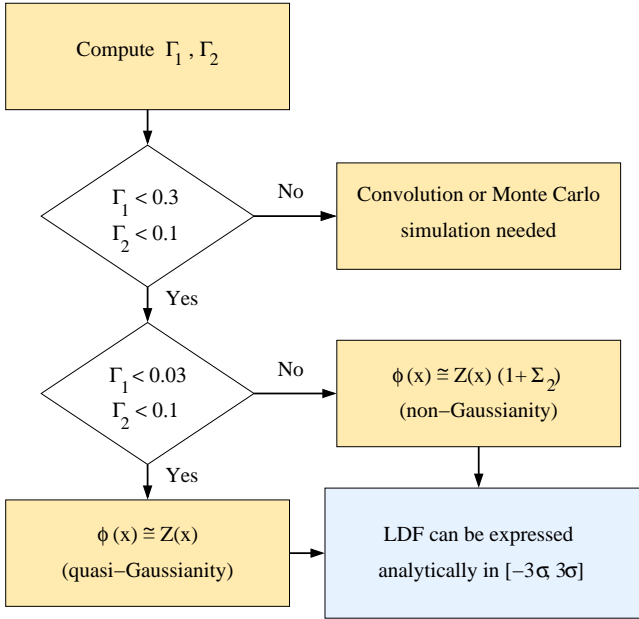 Compute Γ₁ , Γ₂
Γ₁ < 0.3
Γ₂ < 0.1
No
Convolution or Monte Carlo
simulation needed
Yes
Γ₁ < 0.03
Γ₂ < 0.1
No
ϕ (x) ≅ Z(x) (1+ Σ₂)
(non−Gaussianity)
Yes
ϕ (x) ≅ Z(x)
(quasi−Gaussianity)
LDF can be expressed
analytically in [−3σ, 3σ]